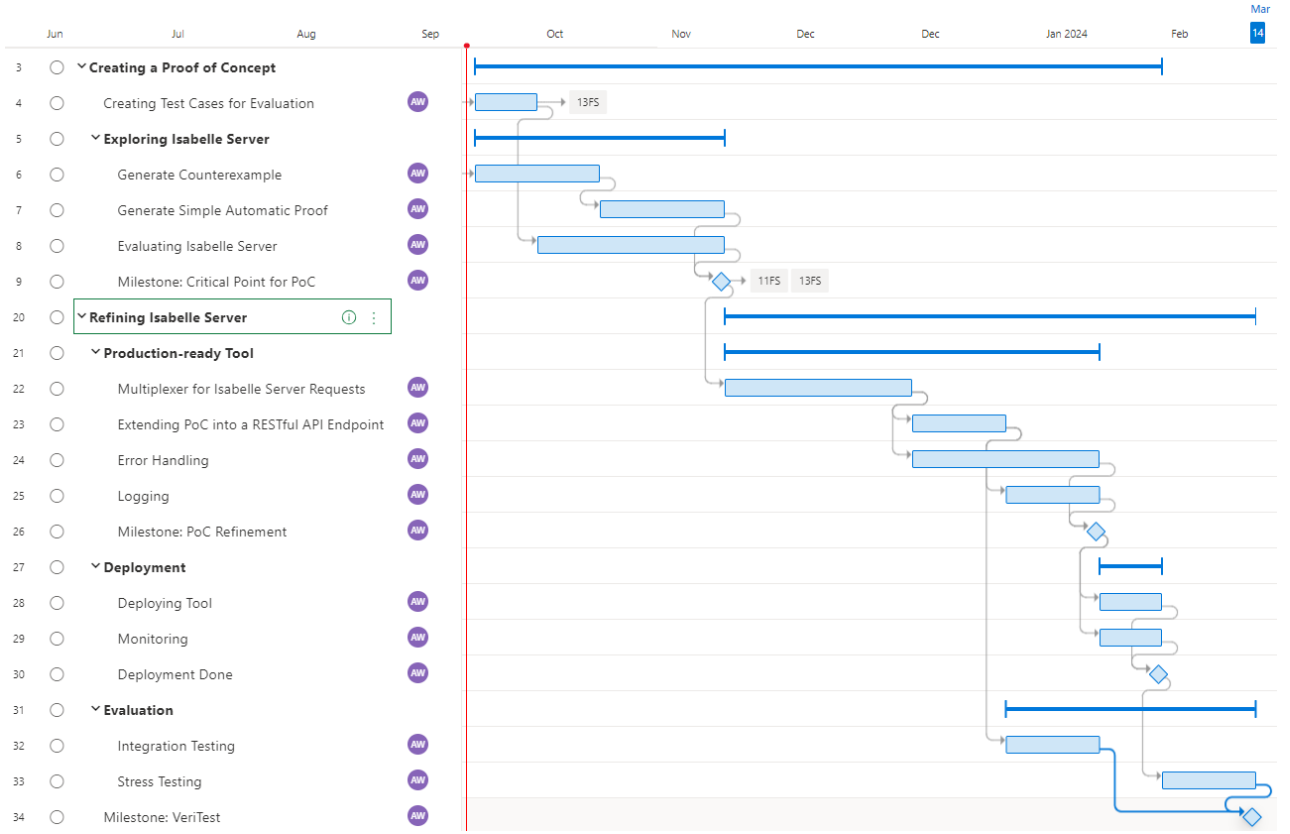 Mar
Jun Jul Aug Sep Oct Nov Dec Dec Jan 2024 Feb 14
3 Creating a Proof of Concept
4 Creating Test Cases for Evaluation AW 13FS
5 Exploring Isabelle Server
6 Generate Counterexample AW
7 Generate Simple Automatic Proof AW
8 Evaluating Isabelle Server AW
9 Milestone: Critical Point for PoC AW 11FS 13FS
20 Refining Isabelle Server
21 Production-ready Tool
22 Multiplexer for Isabelle Server Requests AW
23 Extending PoC into a RESTful API Endpoint AW
24 Error Handling AW
25 Logging AW
26 Milestone: PoC Refinement AW
27 Deployment
28 Deploying Tool AW
29 Monitoring AW
30 Deployment Done AW
31 Evaluation
32 Integration Testing AW
33 Stress Testing AW
34 Milestone: VeriTest AW